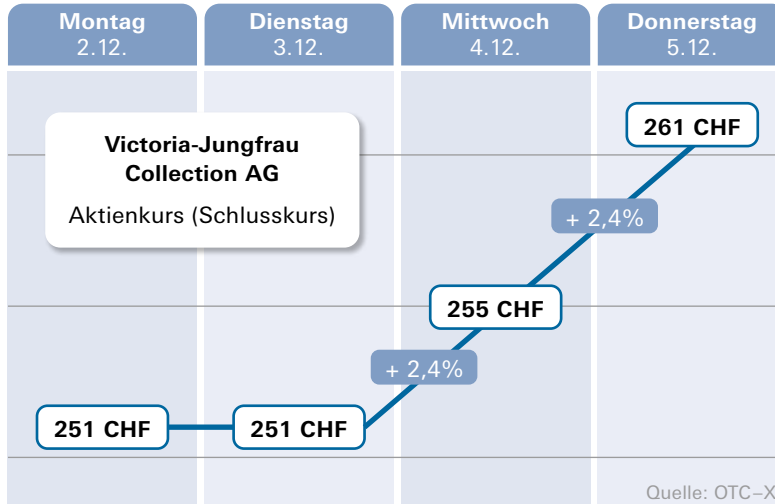 Montag
2.12.
Dienstag
3.12.
Mittwoch
4.12.
Donnerstag
5.12.
Victoria-Jungfrau
Collection AG
Aktienkurs (Schlusskurs)
261 CHF
+ 2,4%
255 CHF
+ 2,4%
251 CHF
251 CHF
Quelle: OTC–X